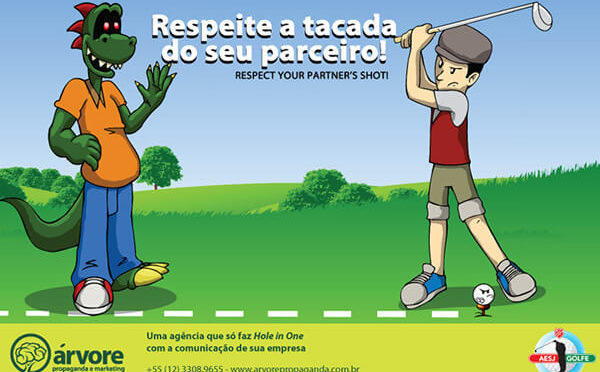 Respeite a tacada
do seu parceiro!
RESPECT YOUR PARTNER'S SHOT!
árvore
propaganda e marketing
Uma agência que só faz Hole in One
com a comunicação de sua empresa
+55 (12) 3308.9655 - www.arvorepropaganda.com.br
AESJ GOLFE